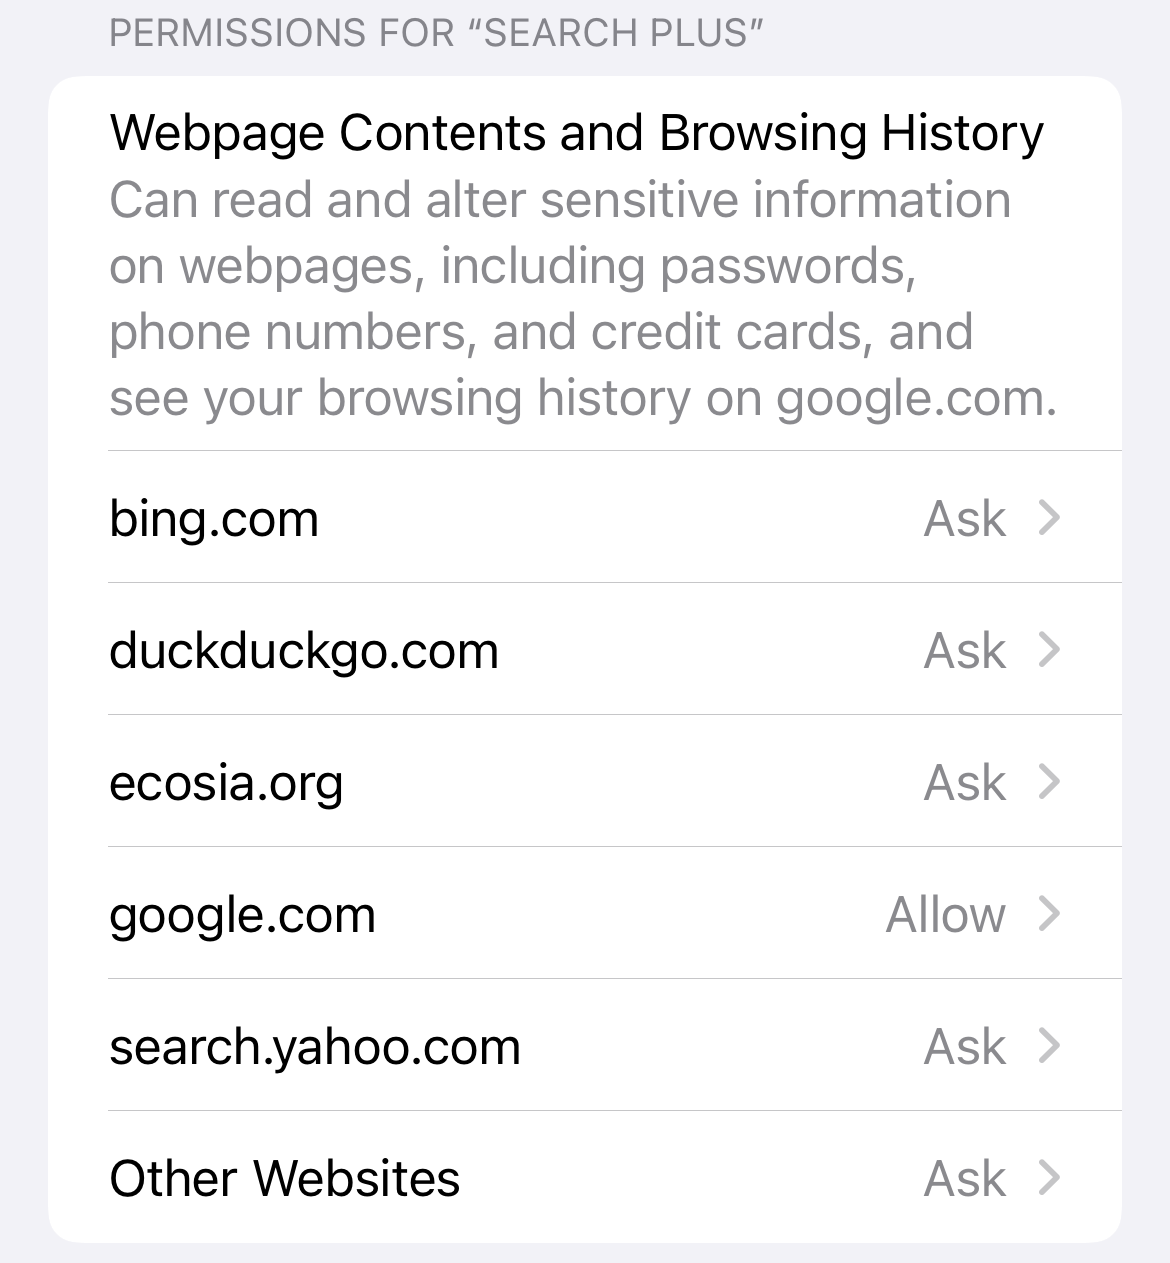 PERMISSIONS FOR “SEARCH PLUS”
Webpage Contents and Browsing History
Can read and alter sensitive information
on webpages, including passwords,
phone numbers, and credit cards, and
see your browsing history on google.com.
bing.com Ask
duckduckgo.com Ask
ecosia.org Ask
google.com Allow
search.yahoo.com Ask
Other Websites Ask